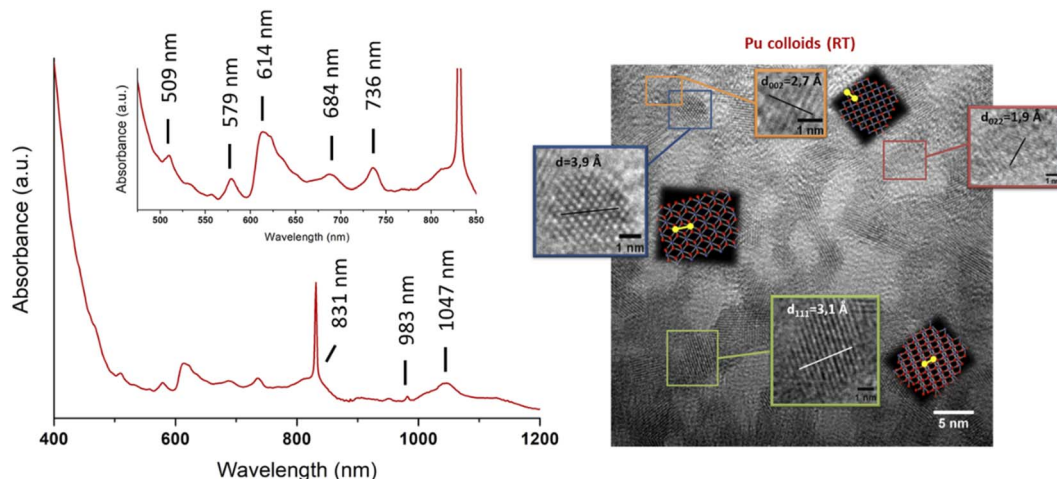 509 nm
579 nm
614 nm
684 nm
736 nm
Absorbance (a.u.)
500 550 600 650 700 750 800 850
Wavelength (nm)
831 nm
983 nm
1047 nm
Absorbance (a.u.)
400 600 800 1000 1200
Wavelength (nm)
Pu colloids (RT)
d002=2,7 Å
1 nm
d022=1,9 Å
1 nm
d=3,9 Å
1 nm
d111=3,1 Å
1 nm
5 nm